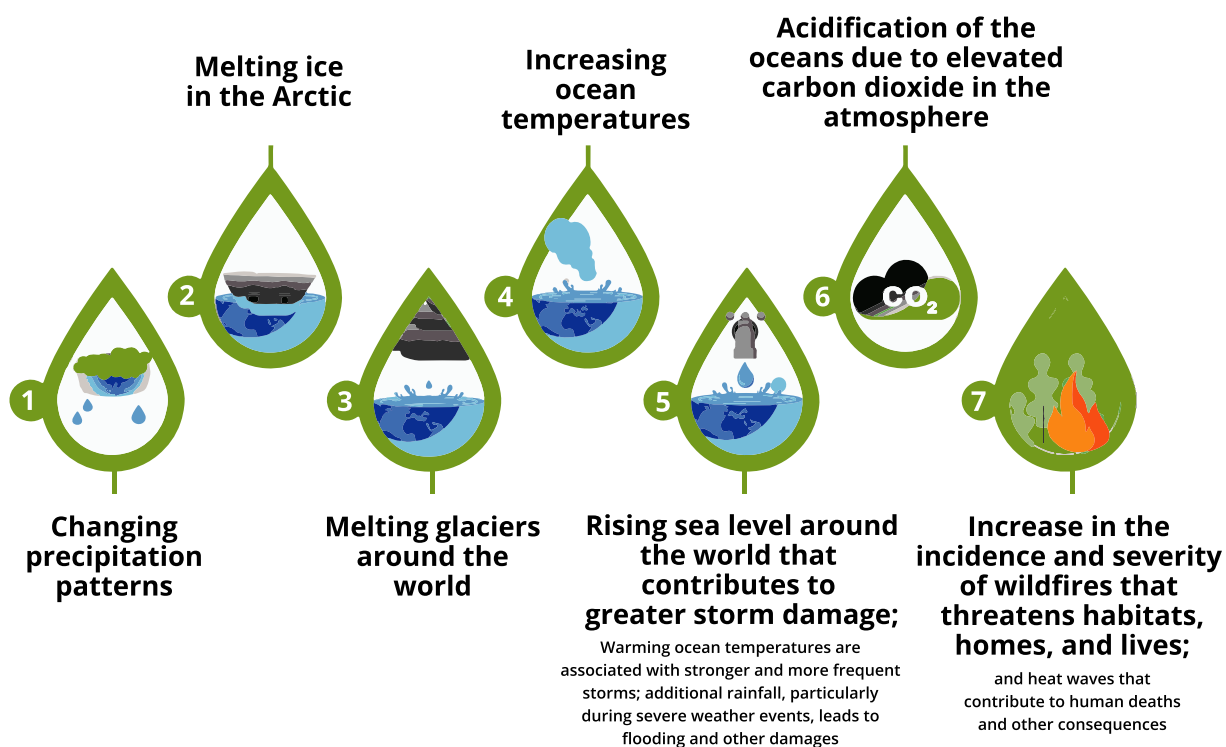 1
Changing
precipitation
patterns
2
Melting ice
in the Arctic
3
Melting glaciers
around the
world
4
Increasing
ocean
temperatures
5
Rising sea level around
the world that
contributes to
greater storm damage;
Warming ocean temperatures are
associated with stronger and more frequent
storms; additional rainfall, particularly
during severe weather events, leads to
flooding and other damages
6
Acidification of the
oceans due to elevated
carbon dioxide in the
atmosphere
CO₂
7
Increase in the
incidence and severity
of wildfires that
threatens habitats,
homes, and lives;
and heat waves that
contribute to human deaths
and other consequences